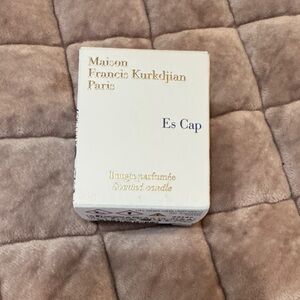 Maison
Francis Kurkdjian
Paris
Es Cap
Bougie parfumée
Scented candle